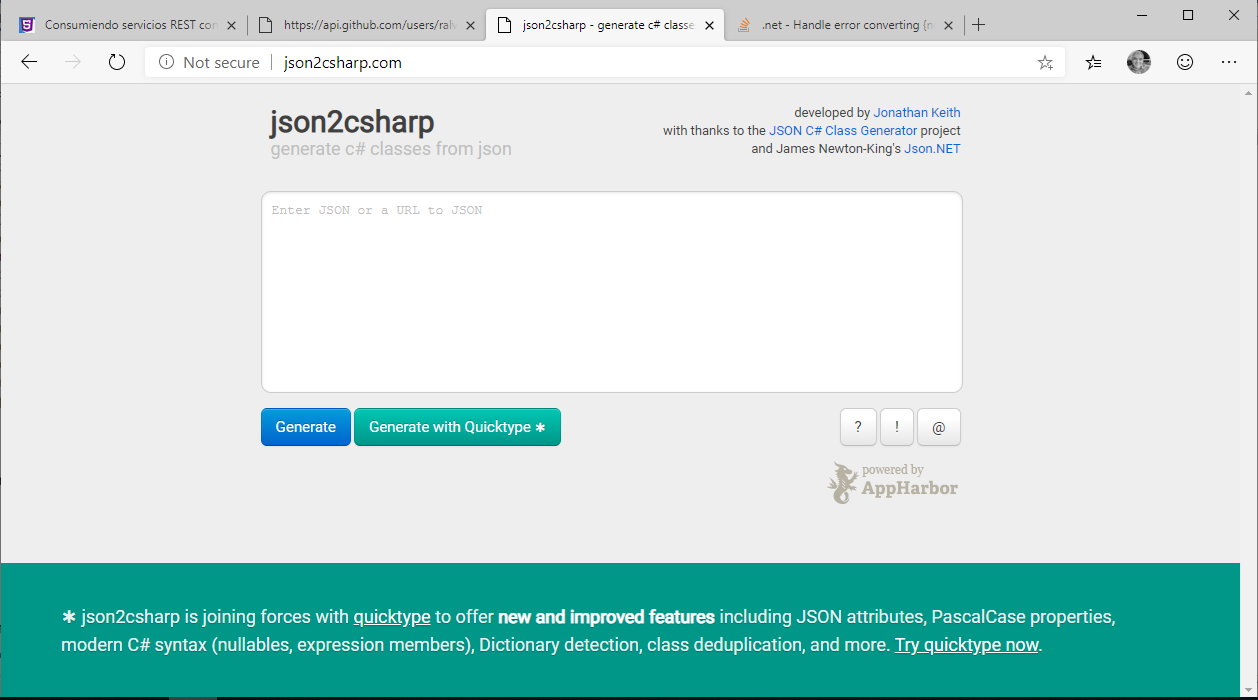 Consumiendo servicios REST con
https://api.github.com/users/ralv
json2csharp - generate c# classe
.net - Handle error converting {n
Not secure
json2csharp.com
json2csharp
generate c# classes from json
developed by Jonathan Keith
with thanks to the JSON C# Class Generator project
and James Newton-King's Json.NET
Enter JSON or a URL to JSON
Generate
Generate with Quicktype ∗
?
!
@
powered by
AppHarbor
∗ json2csharp is joining forces with quicktype to offer new and improved features including JSON attributes, PascalCase properties,
modern C# syntax (nullables, expression members), Dictionary detection, class deduplication, and more. Try quicktype now.